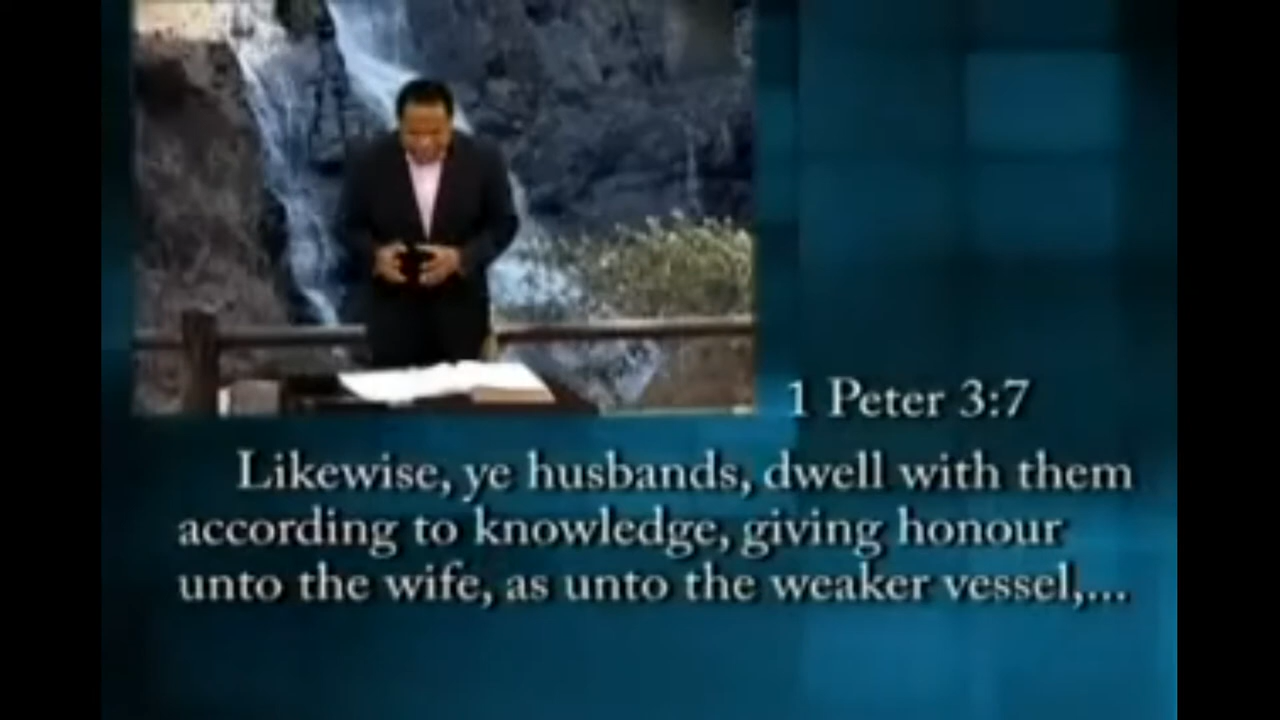 1 Peter 3:7
Likewise, ye husbands, dwell with them
according to knowledge, giving honour
unto the wife, as unto the weaker vessel,...